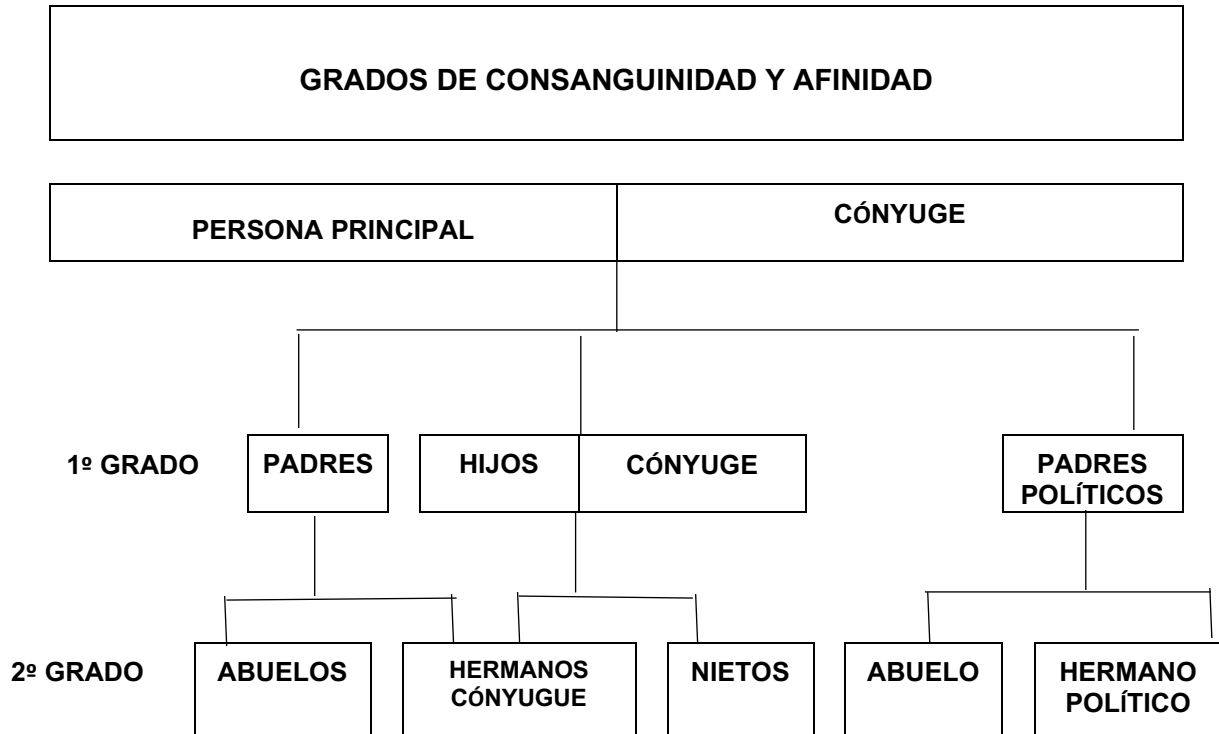 GRADOS DE CONSANGUINIDAD Y AFINIDAD
PERSONA PRINCIPAL
CÓNYUGE
1º GRADO
PADRES
HIJOS
CÓNYUGE
PADRES
POLÍTICOS
2º GRADO
ABUELOS
HERMANOS
CÓNYUGUE
NIETOS
ABUELO
HERMANO
POLÍTICO